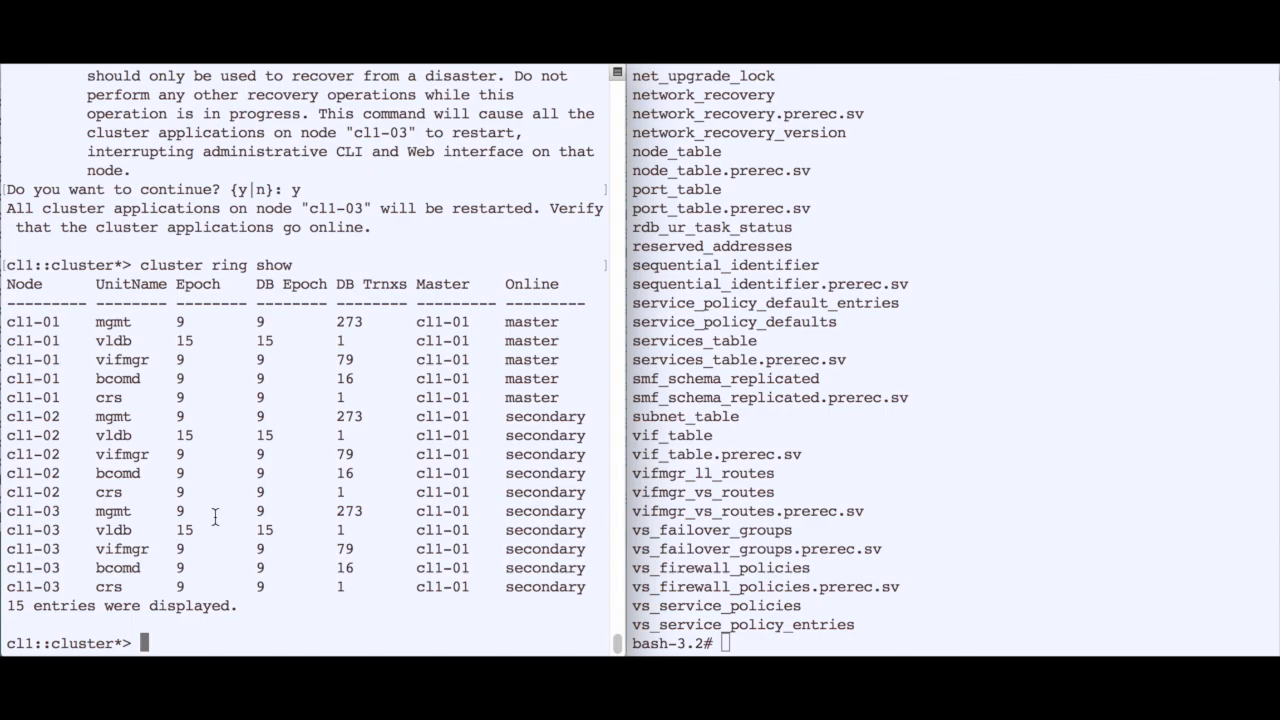 should only be used to recover from a disaster. Do not
perform any other recovery operations while this
operation is in progress. This command will cause all the
cluster applications on node "cl1-03" to restart,
interrupting administrative CLI and Web interface on that
node.
[Do you want to continue? {y|n}: y ]
All cluster applications on node "cl1-03" will be restarted. Verify
that the cluster applications go online.
[cl1::cluster*> cluster ring show ]
Node UnitName Epoch DB Epoch DB Trnxs Master Online
--------- -------- -------- -------- -------- --------- ---------
cl1-01 mgmt 9 9 273 cl1-01 master
cl1-01 vldb 15 15 1 cl1-01 master
cl1-01 vifmgr 9 9 79 cl1-01 master
cl1-01 bcomd 9 9 16 cl1-01 master
cl1-01 crs 9 9 1 cl1-01 master
cl1-02 mgmt 9 9 273 cl1-01 secondary
cl1-02 vldb 15 15 1 cl1-01 secondary
cl1-02 vifmgr 9 9 79 cl1-01 secondary
cl1-02 bcomd 9 9 16 cl1-01 secondary
cl1-02 crs 9 9 1 cl1-01 secondary
cl1-03 mgmt 9 9 273 cl1-01 secondary
cl1-03 vldb 15 15 1 cl1-01 secondary
cl1-03 vifmgr 9 9 79 cl1-01 secondary
cl1-03 bcomd 9 9 16 cl1-01 secondary
cl1-03 crs 9 9 1 cl1-01 secondary
15 entries were displayed.
cl1::cluster*>
net_upgrade_lock
network_recovery
network_recovery.prerec.sv
network_recovery_version
node_table
node_table.prerec.sv
port_table
port_table.prerec.sv
rdb_ur_task_status
reserved_addresses
sequential_identifier
sequential_identifier.prerec.sv
service_policy_default_entries
service_policy_defaults
services_table
services_table.prerec.sv
smf_schema_replicated
smf_schema_replicated.prerec.sv
subnet_table
vif_table
vif_table.prerec.sv
vifmgr_ll_routes
vifmgr_vs_routes
vifmgr_vs_routes.prerec.sv
vs_failover_groups
vs_failover_groups.prerec.sv
vs_firewall_policies
vs_firewall_policies.prerec.sv
vs_service_policies
vs_service_policy_entries
bash-3.2#